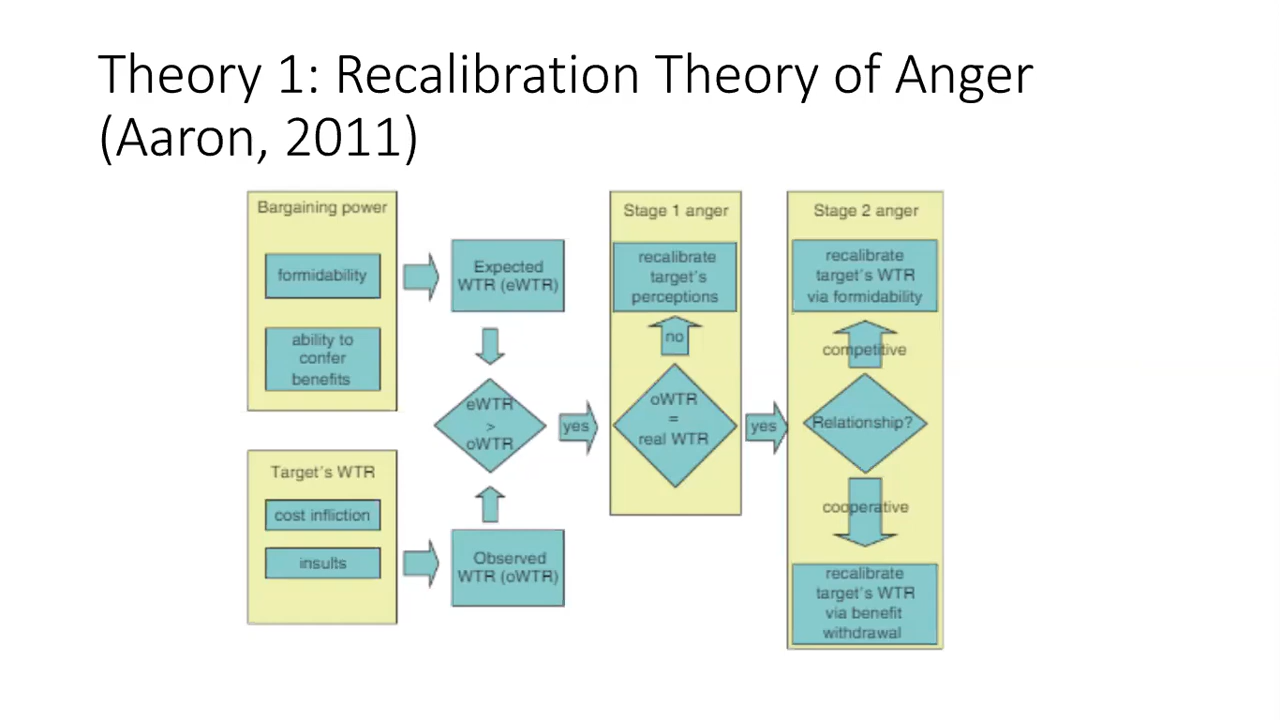 Theory 1: Recalibration Theory of Anger
(Aaron, 2011)
Bargaining power
formidability
ability to
confer
benefits
Target's WTR
cost infliction
insults
Expected
WTR (eWTR)
eWTR
>
oWTR
Observed
WTR (oWTR)
yes
Stage 1 anger
recalibrate
target's
perceptions
no
oWTR
=
real WTR
yes
Stage 2 anger
recalibrate
target's WTR
via formidability
competitive
Relationship?
cooperative
recalibrate
target's WTR
via benefit
withdrawal